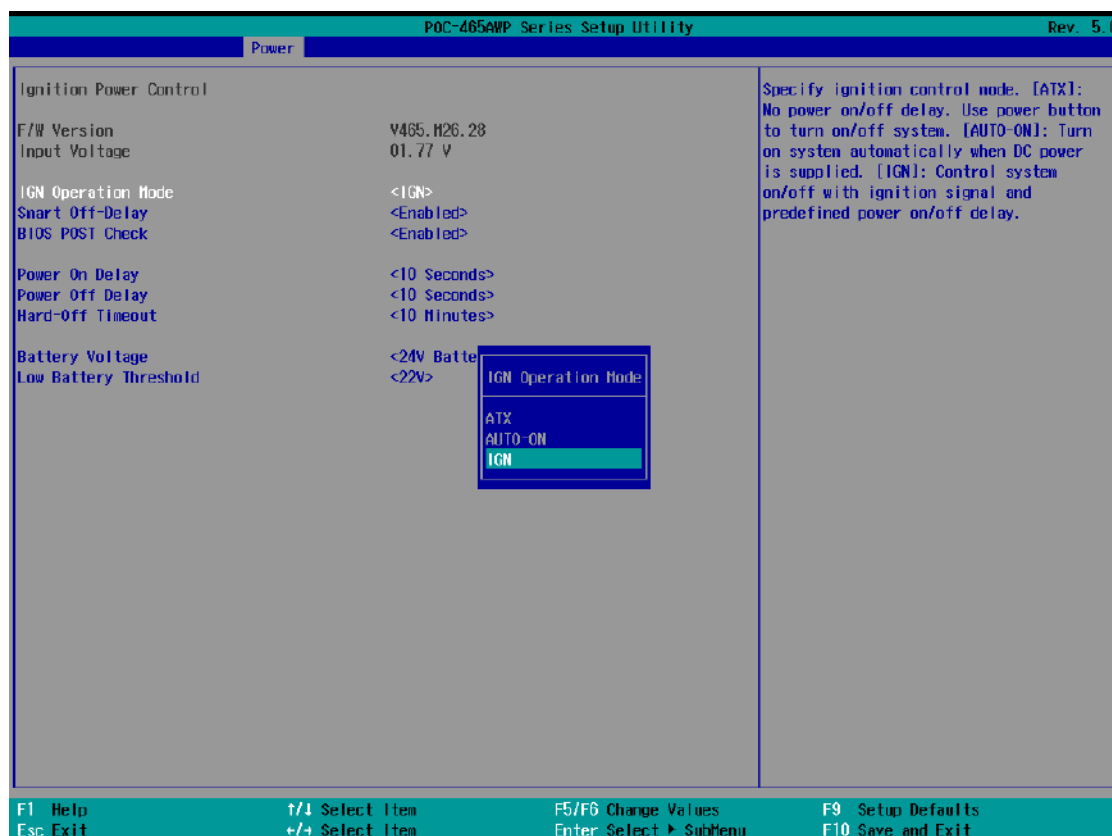 POC-465AWP Series Setup Utility Rev. 5.
Power
Ignition Power Control
F/W Version V465.M26.28
Input Voltage 01.77 V
IGN Operation Mode <IGN>
Smart Off-Delay <Enabled>
BIOS POST Check <Enabled>
Power On Delay <10 Seconds>
Power Off Delay <10 Seconds>
Hard-Off Timeout <10 Minutes>
Battery Voltage <24V Batte
Low Battery Threshold <22V>
IGN Operation Mode
ATX
AUTO-ON
IGN
Specify ignition control mode. [ATX]:
No power on/off delay. Use power button
to turn on/off system. [AUTO-ON]: Turn
on system automatically when DC power
is supplied. [IGN]: Control system
on/off with ignition signal and
predefined power on/off delay.
F1 Help ↑/↓ Select Item F5/F6 Change Values F9 Setup Defaults
Esc Exit ←/→ Select Item Enter Select ▶ SubMenu F10 Save and Exit